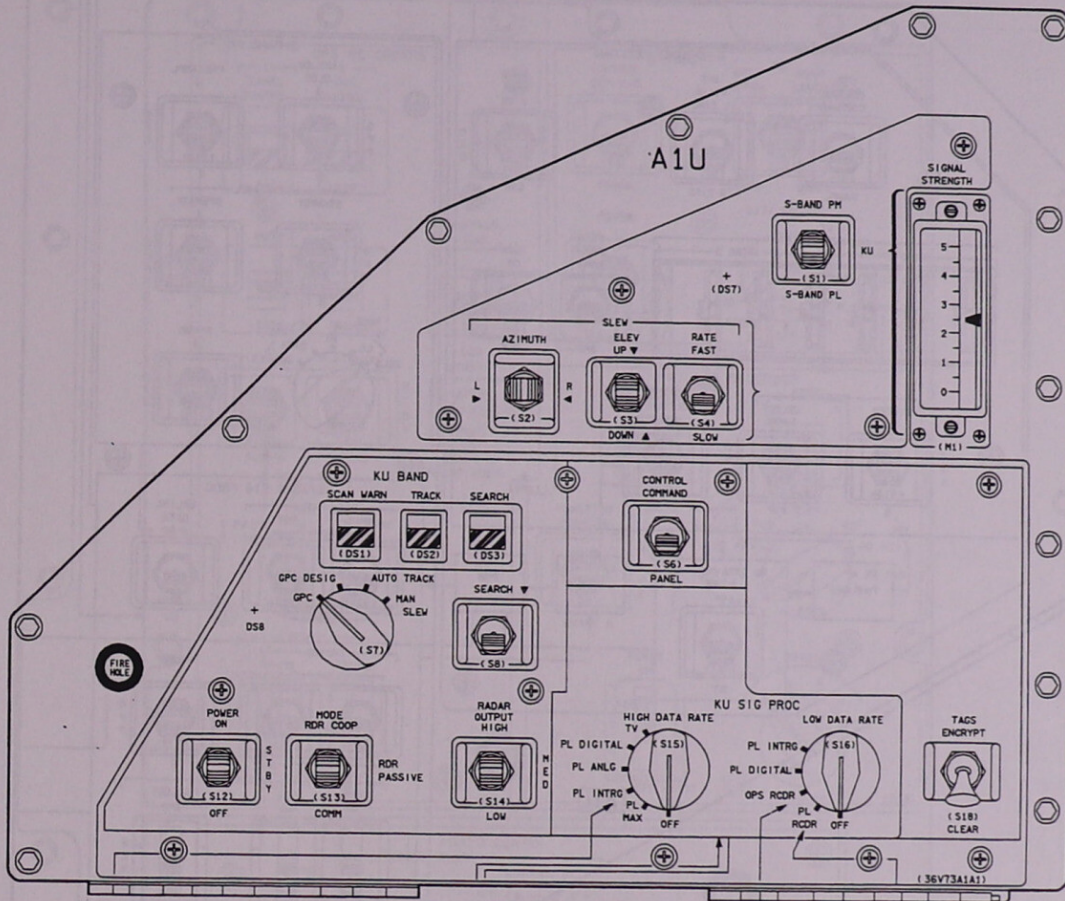 A1U
SIGNAL
STRENGTH
S-BAND PM
KU
(S1)
S-BAND PL
+
(DS7)
5
4
3
2
1
0
(M1)
SLEW
AZIMUTH
L
R
(S2)
ELEV
UP ▼
(S3)
DOWN ▲
RATE
FAST
(S4)
SLOW
KU BAND
SCAN WARN
TRACK
SEARCH
(DS1)
(DS2)
(DS3)
CONTROL
COMMAND
(S6)
PANEL
GPC DESIG
AUTO TRACK
GPC
MAN
SLEW
(S7)
+
DS8
SEARCH ▼
(S8)
FIRE
HOLE
POWER
ON
STBY
(S12)
OFF
MODE
RDR COOP
RDR
PASSIVE
(S13)
COMM
RADAR
OUTPUT
HIGH
MED
(S14)
LOW
KU SIG PROC
HIGH DATA RATE
TV
(S15)
PL DIGITAL
PL ANLG
PL INTRG
PL
MAX
OFF
LOW DATA RATE
(S16)
PL INTRG
PL DIGITAL
OPS RCDR
PL
RCDR
OFF
TAGS
ENCRYPT
(S18)
CLEAR
(36V73A1A1)